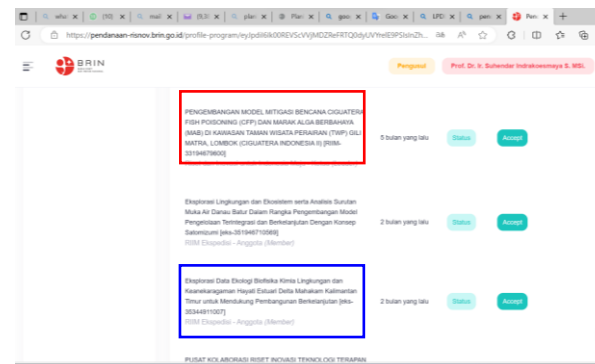 https://pendanaan-risnov.brin.go.id/profile-program/
BRIN
Pengusul
Prof. Dr. Ir. Suhendar Indrakoesmaya S. MSi.
PENGEMBANGAN MODEL MITIGASI BENCANA CIGUATERA
FISH POISONING (CFP) DAN MARAK ALGA BERBAHAYA
(MAB) DI KAWASAN TAMAN WISATA PERAIRAN (TWP) GILI
MATRA, LOMBOK (CIGUATERA INDONESIA II) [RIIM-
33194679600]
5 bulan yang lalu
Status
Accept
Eksplorasi Lingkungan dan Ekosistem serta Analisis Surutan
Muka Air Danau Batur Dalam Rangka Pengembangan Model
Pengelolaan Terintegrasi dan Berkelanjutan Dengan Konsep
Satomizumi [eks-351946710569]
RIIM Ekspedisi - Anggota (Member)
2 bulan yang lalu
Status
Accept
Eksplorasi Data Ekologi Biofisika Kimia Lingkungan dan
Keanekaragaman Hayati Estuari Delta Mahakam Kalimantan
Timur untuk Mendukung Pembangunan Berkelanjutan [eks-
35344911007]
RIIM Ekspedisi - Anggota (Member)
2 bulan yang lalu
Status
Accept
PUSAT KOLABORASI RISET INOVASI TEKNOLOGI TERAPAN